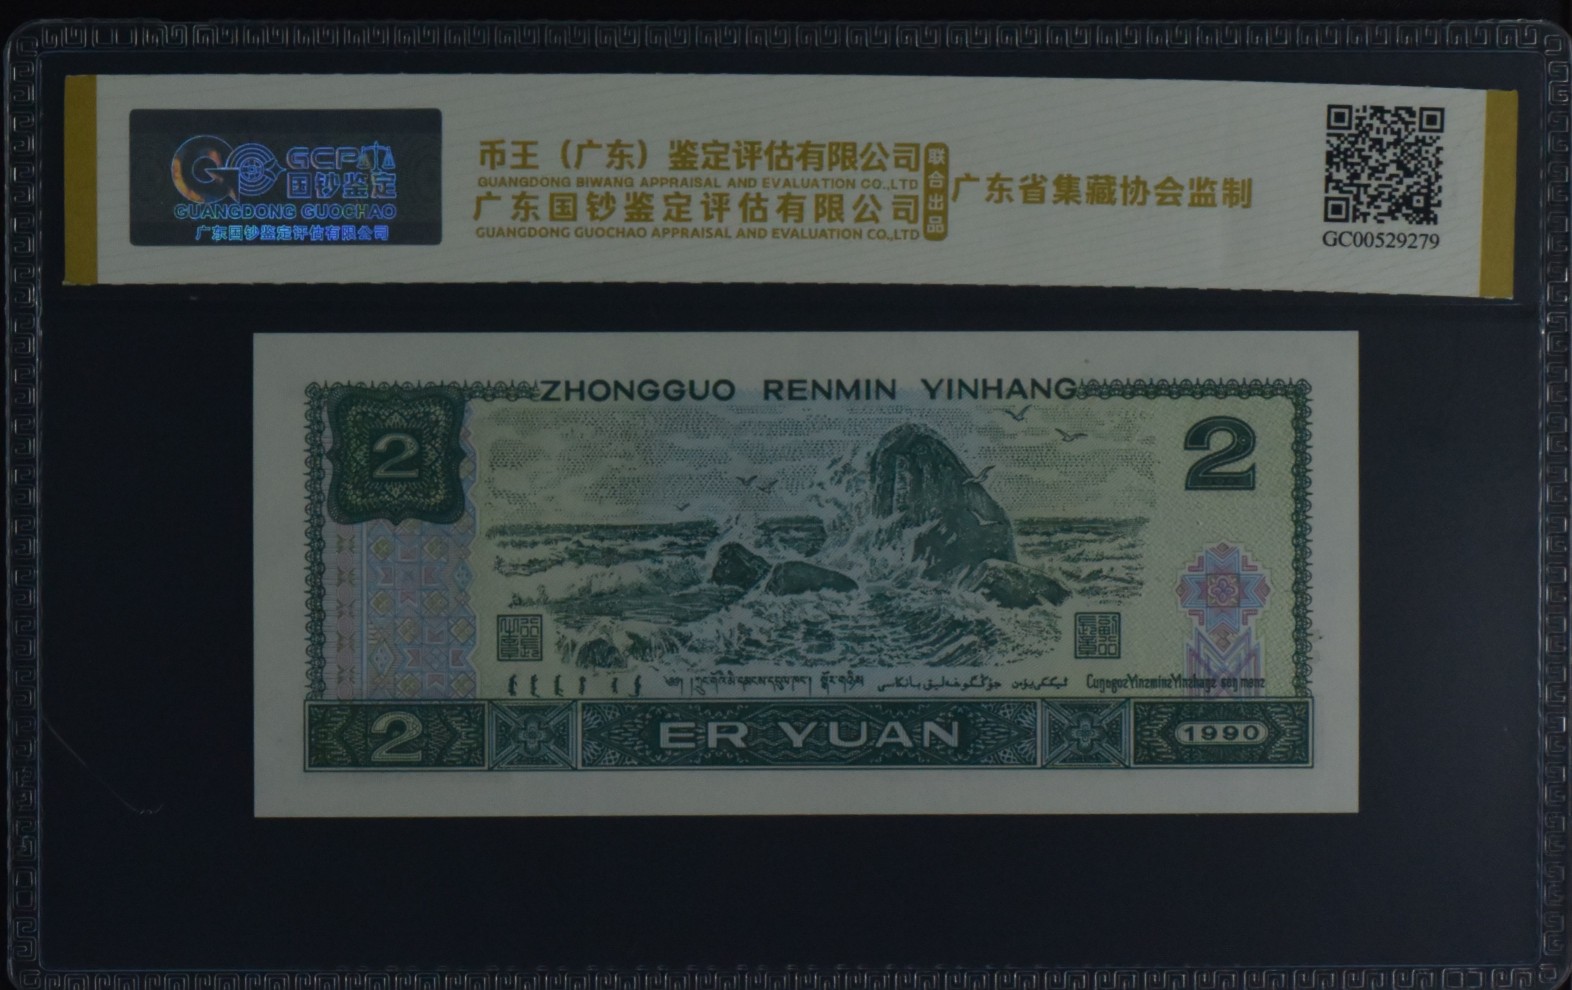 GCP
国钞鉴定
GUANGDONG GUOCHAO
广东国钞鉴定评估有限公司
币王（广东）鉴定评估有限公司
GUANGDONG BIWANG APPRAISAL AND EVALUATION CO.,LTD
广东国钞鉴定评估有限公司
GUANGDONG GUOCHAO APPRAISAL AND EVALUATION CO.,LTD
联合出品
广东省集藏协会监制
GC00529279
ZHONGGUO RENMIN YINHANG
2
2
2
ER YUAN
1990